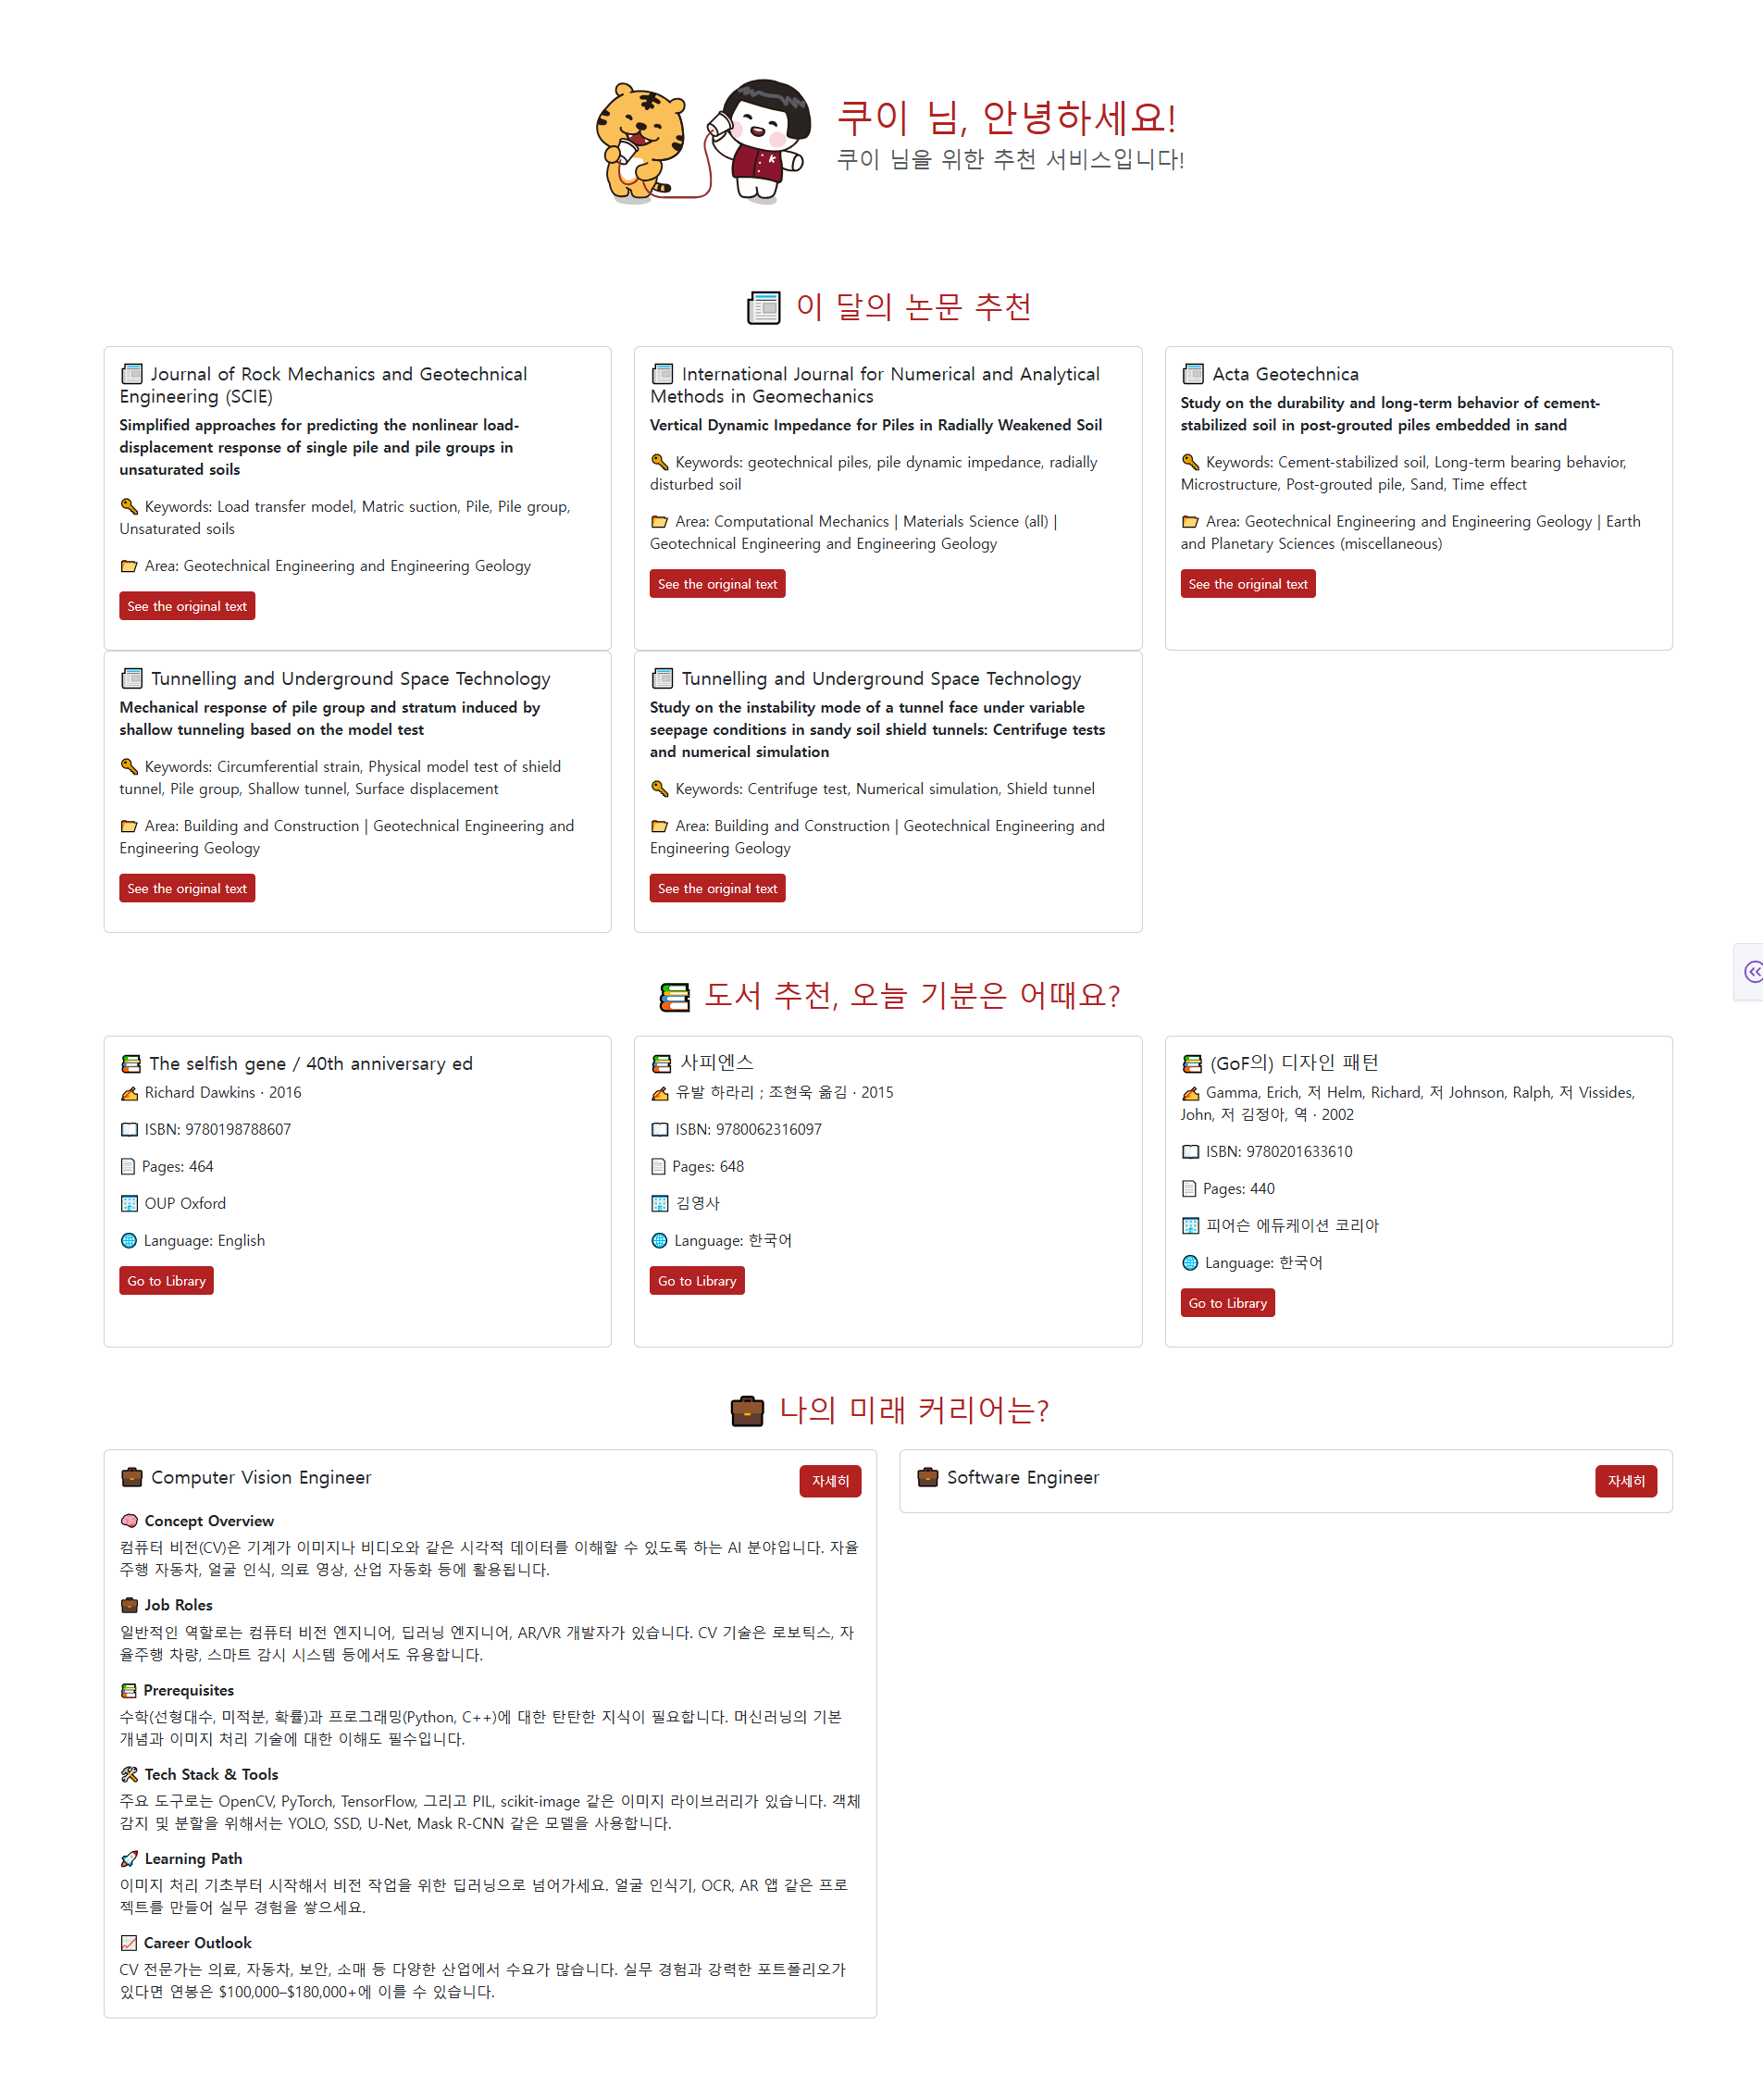 쿠이 님, 안녕하세요!
쿠이 님을 위한 추천 서비스입니다!
K
이 달의 논문 추천
Journal of Rock Mechanics and Geotechnical
Engineering (SCIE)
Simplified approaches for predicting the nonlinear load-
displacement response of single pile and pile groups in
unsaturated soils
Keywords: Load transfer model, Matric suction, Pile, Pile group,
Unsaturated soils
Area: Geotechnical Engineering and Engineering Geology
See the original text
International Journal for Numerical and Analytical
Methods in Geomechanics
Vertical Dynamic Impedance for Piles in Radially Weakened Soil
Keywords: geotechnical piles, pile dynamic impedance, radially
disturbed soil
Area: Computational Mechanics | Materials Science (all) |
Geotechnical Engineering and Engineering Geology
See the original text
Acta Geotechnica
Study on the durability and long-term behavior of cement-
stabilized soil in post-grouted piles embedded in sand
Keywords: Cement-stabilized soil, Long-term bearing behavior,
Microstructure, Post-grouted pile, Sand, Time effect
Area: Geotechnical Engineering and Engineering Geology | Earth
and Planetary Sciences (miscellaneous)
See the original text
Tunnelling and Underground Space Technology
Mechanical response of pile group and stratum induced by
shallow tunneling based on the model test
Keywords: Circumferential strain, Physical model test of shield
tunnel, Pile group, Shallow tunnel, Surface displacement
Area: Building and Construction | Geotechnical Engineering and
Engineering Geology
See the original text
Tunnelling and Underground Space Technology
Study on the instability mode of a tunnel face under variable
seepage conditions in sandy soil shield tunnels: Centrifuge tests
and numerical simulation
Keywords: Centrifuge test, Numerical simulation, Shield tunnel
Area: Building and Construction | Geotechnical Engineering and
Engineering Geology
See the original text
도서 추천, 오늘 기분은 어때요?
The selfish gene / 40th anniversary ed
Richard Dawkins · 2016
ISBN: 9780198788607
Pages: 464
OUP Oxford
Language: English
Go to Library
사피엔스
유발 하라리 ; 조현욱 옮김 · 2015
ISBN: 9780062316097
Pages: 648
김영사
Language: 한국어
Go to Library
(GoF의) 디자인 패턴
Gamma, Erich, 저 Helm, Richard, 저 Johnson, Ralph, 저 Vissides,
John, 저 김정아, 역 · 2002
ISBN: 9780201633610
Pages: 440
피어슨 에듀케이션 코리아
Language: 한국어
Go to Library
나의 미래 커리어는?
Computer Vision Engineer
자세히
Concept Overview
컴퓨터 비전(CV)은 기계가 이미지나 비디오와 같은 시각적 데이터를 이해할 수 있도록 하는 AI 분야입니다. 자율
주행 자동차, 얼굴 인식, 의료 영상, 산업 자동화 등에 활용됩니다.
Job Roles
일반적인 역할로는 컴퓨터 비전 엔지니어, 딥러닝 엔지니어, AR/VR 개발자가 있습니다. CV 기술은 로보틱스, 자
율주행 차량, 스마트 감시 시스템 등에서도 유용합니다.
Prerequisites
수학(선형대수, 미적분, 확률)과 프로그래밍(Python, C++)에 대한 탄탄한 지식이 필요합니다. 머신러닝의 기본
개념과 이미지 처리 기술에 대한 이해도 필수입니다.
Tech Stack & Tools
주요 도구로는 OpenCV, PyTorch, TensorFlow, 그리고 PIL, scikit-image 같은 이미지 라이브러리가 있습니다. 객체
감지 및 분할을 위해서는 YOLO, SSD, U-Net, Mask R-CNN 같은 모델을 사용합니다.
Learning Path
이미지 처리 기초부터 시작해서 비전 작업을 위한 딥러닝으로 넘어가세요. 얼굴 인식기, OCR, AR 앱 같은 프로
젝트를 만들어 실무 경험을 쌓으세요.
Career Outlook
CV 전문가는 의료, 자동차, 보안, 소매 등 다양한 산업에서 수요가 많습니다. 실무 경험과 강력한 포트폴리오가
있다면 연봉은 $100,000–$180,000+에 이를 수 있습니다.
Software Engineer
자세히